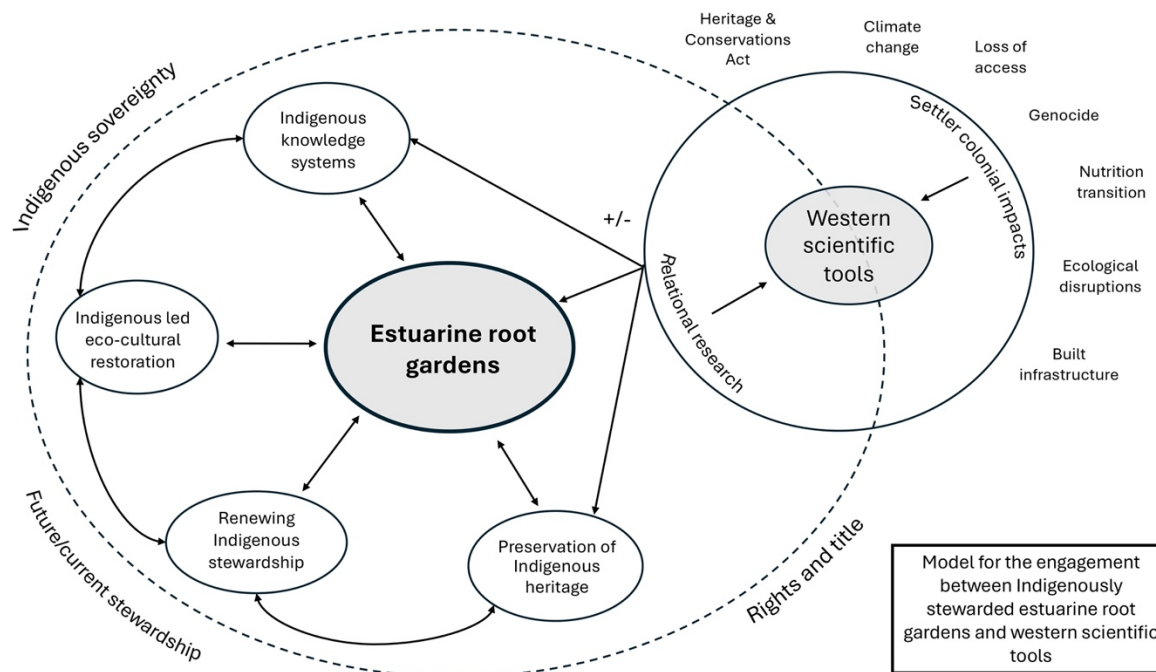 Heritage &
Conservations
Act
Climate
change
Loss of
access
Genocide
Nutrition
transition
Ecological
disruptions
Built
infrastructure
Settler colonial impacts
Western
scientific
tools
Relational research
+/-
Indigenous sovereignty
Indigenous
knowledge
systems
Indigenous led
eco-cultural
restoration
Estuarine root
gardens
Renewing
Indigenous
stewardship
Preservation of
Indigenous
heritage
Future/current stewardship
Rights and title
Model for the engagement
between Indigenously
stewarded estuarine root
gardens and western scientific
tools